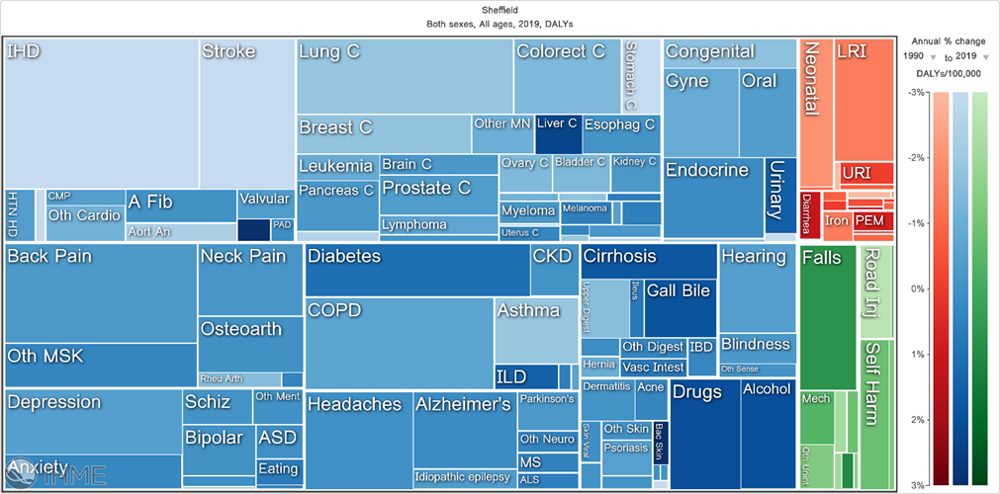 Sheffield
Both sexes, All ages, 2019, DALYs
Annual % change
1990 to 2019
DALYs/100,000
-3%
-2%
-1%
0%
1%
2%
3%
IHD
Stroke
HTN HD
CMP
Oth Cardio
A Fib
Aort An
Valvular
PAD
Lung C
Colorect C
Stomach C
Breast C
Other MN
Liver C
Esophag C
Leukemia
Brain C
Pancreas C
Prostate C
Lymphoma
Ovary C
Bladder C
Kidney C
Myeloma
Melanoma
Uterus C
Congenital
Gyne
Oral
Endocrine
Urinary
Neonatal
LRI
URI
Diarrhea
Iron
PEM
Back Pain
Neck Pain
Osteoarth
Oth MSK
Rheu Arth
Depression
Anxiety
Schiz
Oth Ment
Bipolar
ASD
Eating
Diabetes
CKD
COPD
Asthma
ILD
Headaches
Alzheimer's
Idiopathic epilepsy
Parkinson's
Oth Neuro
MS
ALS
Cirrhosis
Upper Digest
Ileus
Gall Bile
Hernia
Oth Digest
IBD
Vasc Intest
Hearing
Blindness
Oth Sense
Dermatitis
Acne
Skin Viral
Oth Skin
Psoriasis
Bac Skin
Drugs
Alcohol
Falls
Road Inj
Mech
Oth Unint
Self Harm
IHME